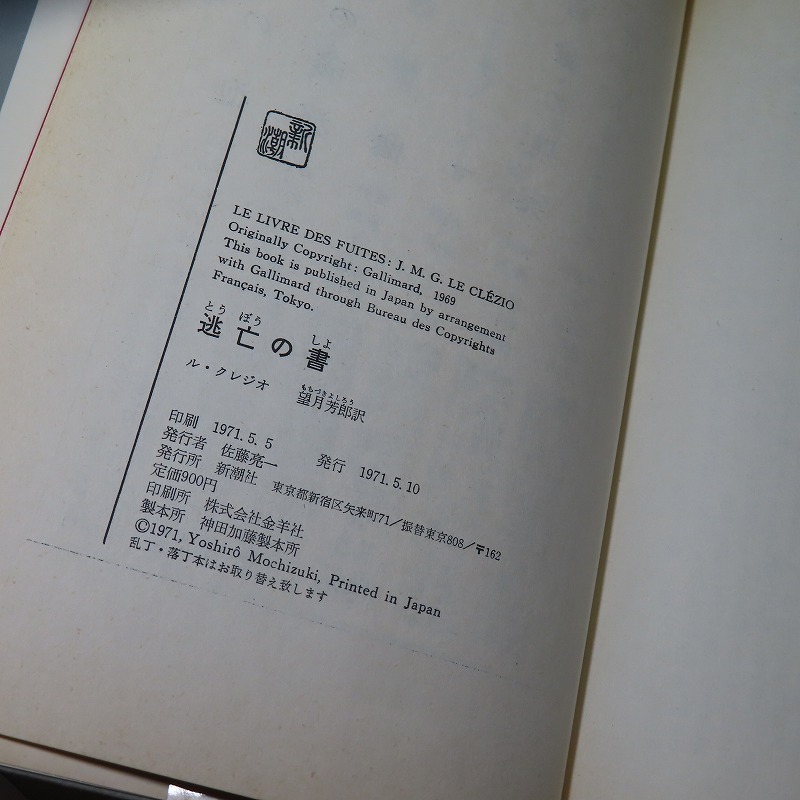 新潮
LE LIVRE DES FUITES: J. M. G. LE CLÉZIO
Originally Copyright: Gallimard, 1969
This book is published in Japan by arrangement
with Gallimard through Bureau des Copyrights
Français, Tokyo.
とう ぼう しょ
逃亡の書
もちづきよしろう
ル・クレジオ 望月芳郎訳
印刷 1971. 5. 5 発行 1971. 5. 10
発行者 佐藤亮一
発行所 新潮社 東京都新宿区矢来町71/振替東京808/〒162
定価900円
印刷所 株式会社金羊社
製本所 神田加藤製本所
©1971, Yoshirô Mochizuki, Printed in Japan
乱丁・落丁本はお取り替え致します